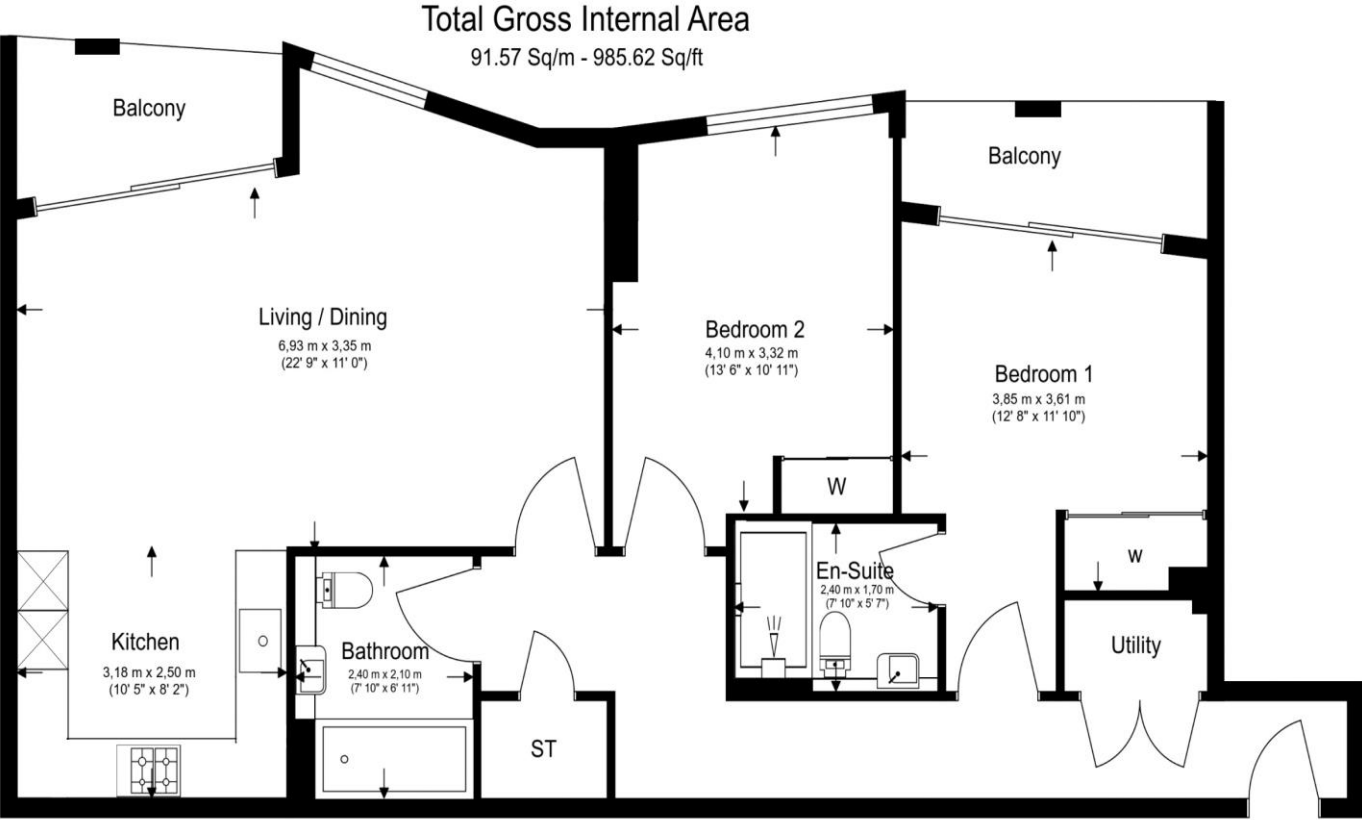 Total Gross Internal Area
91.57 Sq/m - 985.62 Sq/ft
Balcony
Balcony
Living / Dining
6,93 m x 3,35 m
(22' 9" x 11' 0")
Bedroom 2
4,10 m x 3,32 m
(13' 6" x 10' 11")
Bedroom 1
3,85 m x 3,61 m
(12' 8" x 11' 10")
W
W
En-Suite
2,40 m x 1,70 m
(7' 10" x 5' 7")
Kitchen
3,18 m x 2,50 m
(10' 5" x 8' 2")
Bathroom
2,40 m x 2,10 m
(7' 10" x 6' 11")
Utility
ST